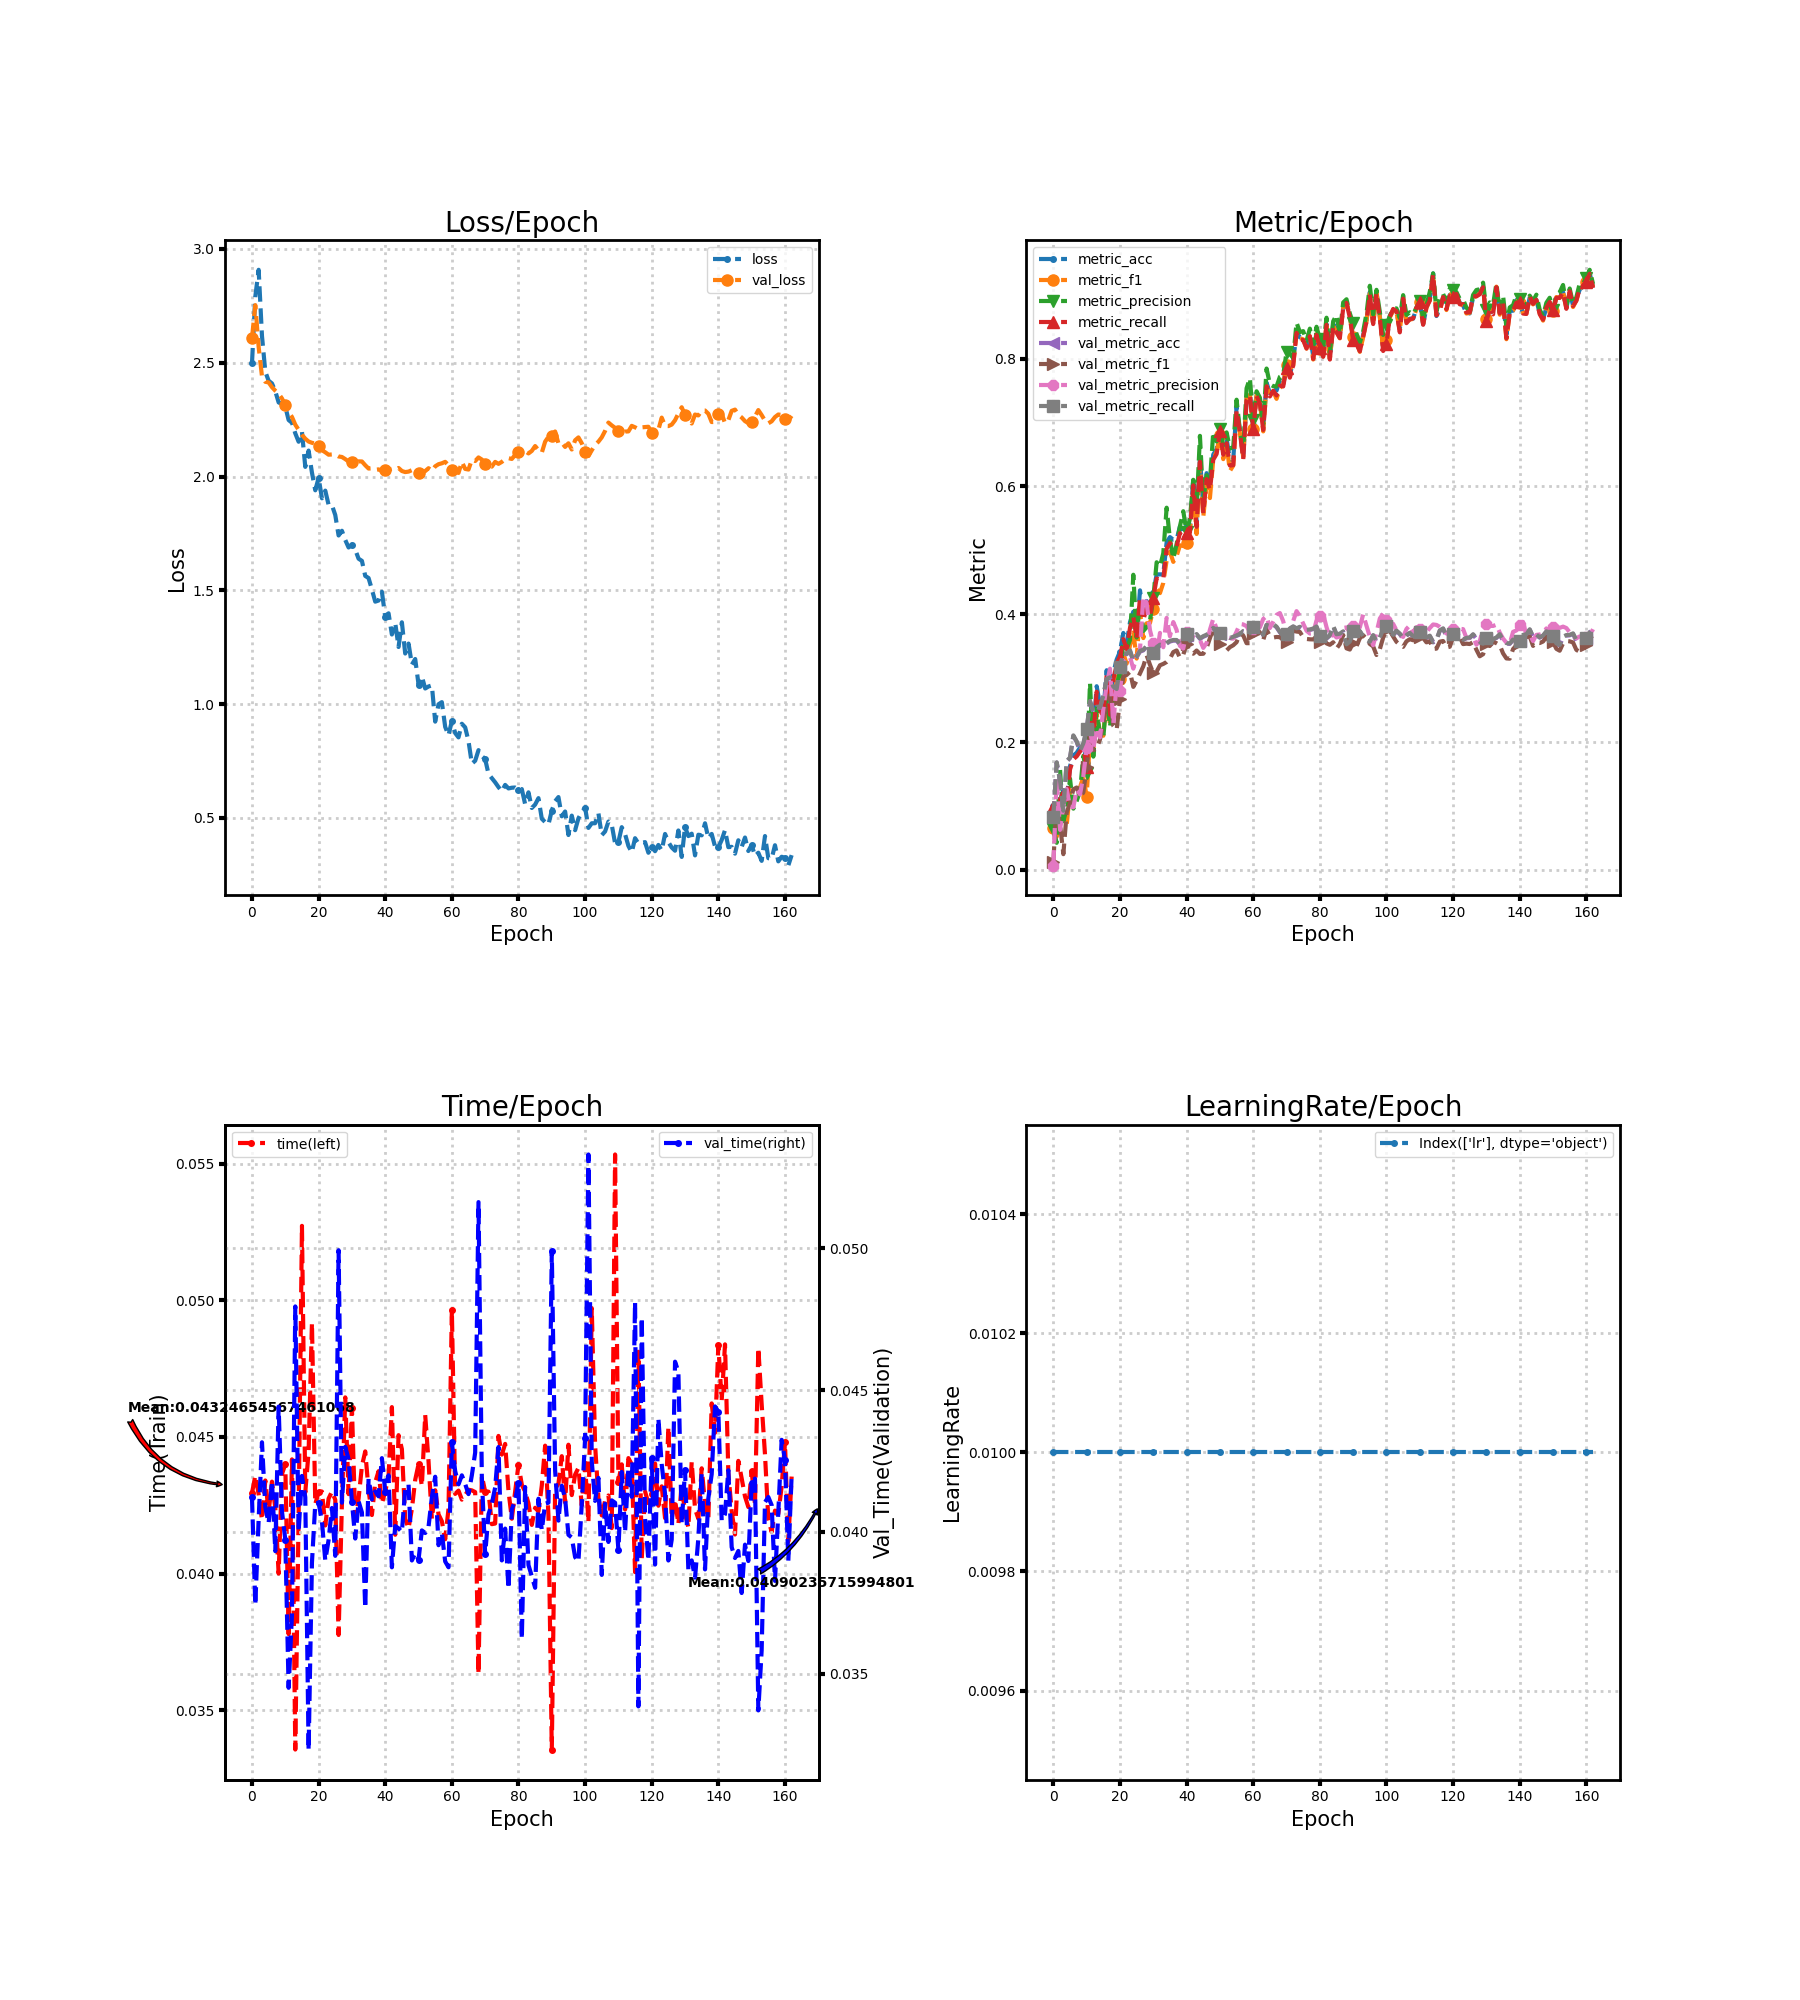 Loss/Epoch
3.0
2.5
2.0
1.5
1.0
0.5
Loss
loss
val_loss
0 20 40 60 80 100 120 140 160
Epoch
Metric/Epoch
metric_acc
metric_f1
metric_precision
metric_recall
val_metric_acc
val_metric_f1
val_metric_precision
val_metric_recall
0.8
0.6
0.4
0.2
0.0
Metric
0 20 40 60 80 100 120 140 160
Epoch
Time/Epoch
time(left)
val_time(right)
0.055
0.050
0.045
0.040
0.035
Time(Train)
Mean:0.0432465456746
0.050
0.045
0.040
0.035
Val_Time(Validation)
Mean:0.04090235715994801
0 20 40 60 80 100 120 140 160
Epoch
LearningRate/Epoch
Index(['lr'], dtype='object')
0.0104
0.0102
0.0100
0.0098
0.0096
LearningRate
0 20 40 60 80 100 120 140 160
Epoch